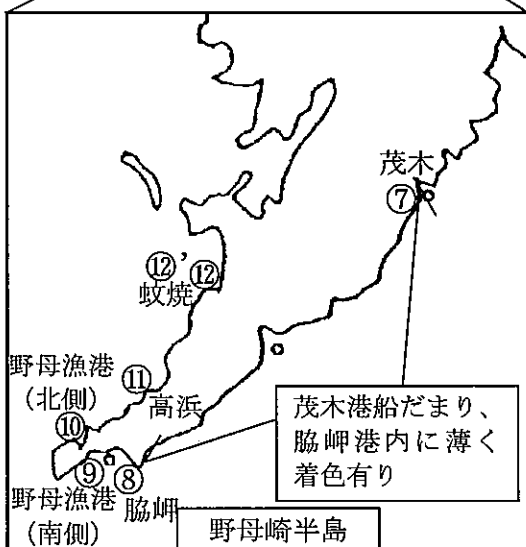 茂木
⑦
⑫'
⑫
蚊焼
野母漁港
(北側)
⑪
高浜
⑩
茂木港船だまり、
脇岬港内に薄く
着色有り
⑨
⑧
野母漁港
(南側)
脇岬
野母崎半島